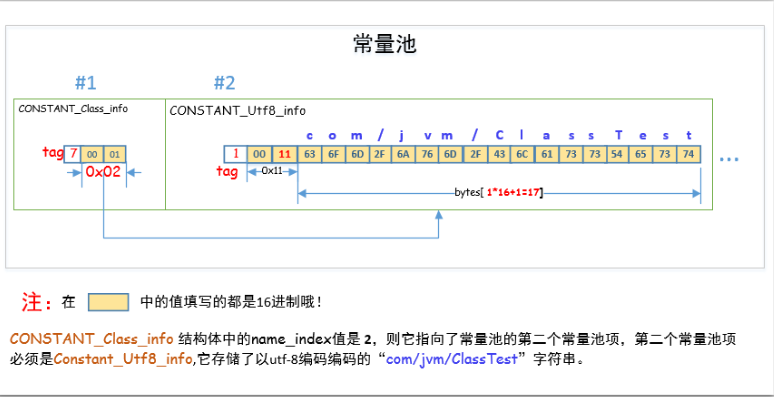 常量池
#1 #2
CONSTANT_Class_info CONSTANT_Utf8_info
c o m / j v m / C l a s s T e s t
tag 7 00 01 1 00 11 63 6F 6D 2F 6A 76 6D 2F 43 6C 61 73 73 54 65 73 74 ...
0x02 tag 0x11
bytes[ 1*16+1=17]
注：在 中的值填写的都是16进制哦！
CONSTANT_Class_info 结构体中的name_index值是 2，则它指向了常量池的第二个常量池项，第二个常量池项
必须是Constant_Utf8_info,它存储了以utf-8编码编码的“com/jvm/ClassTest”字符串。